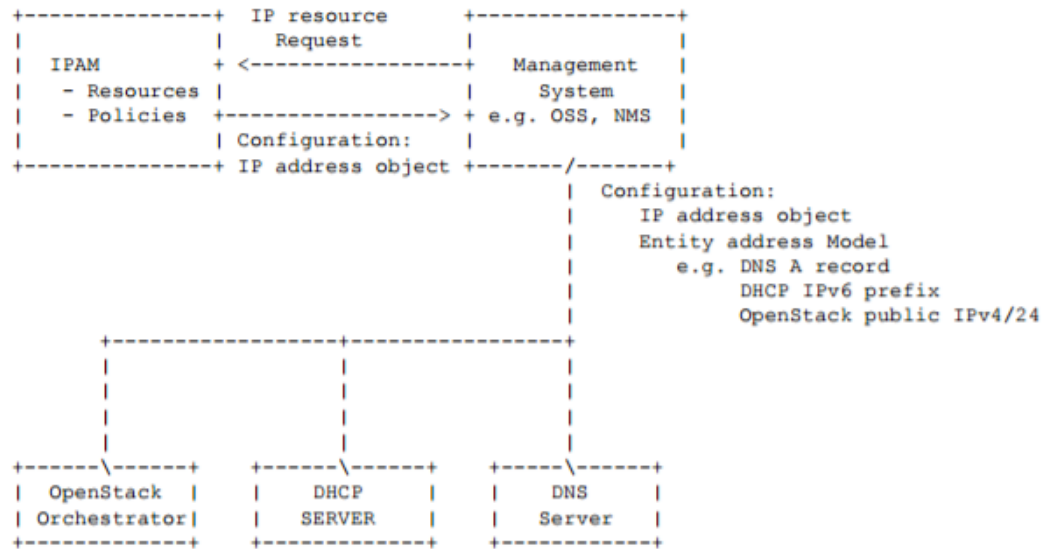 IP resource
Request
IPAM
- Resources
- Policies
Configuration:
IP address object
Management
System
e.g. OSS, NMS
Configuration:
IP address object
Entity address Model
e.g. DNS A record
DHCP IPv6 prefix
OpenStack public IPv4/24
OpenStack
Orchestrator
DHCP
SERVER
DNS
Server